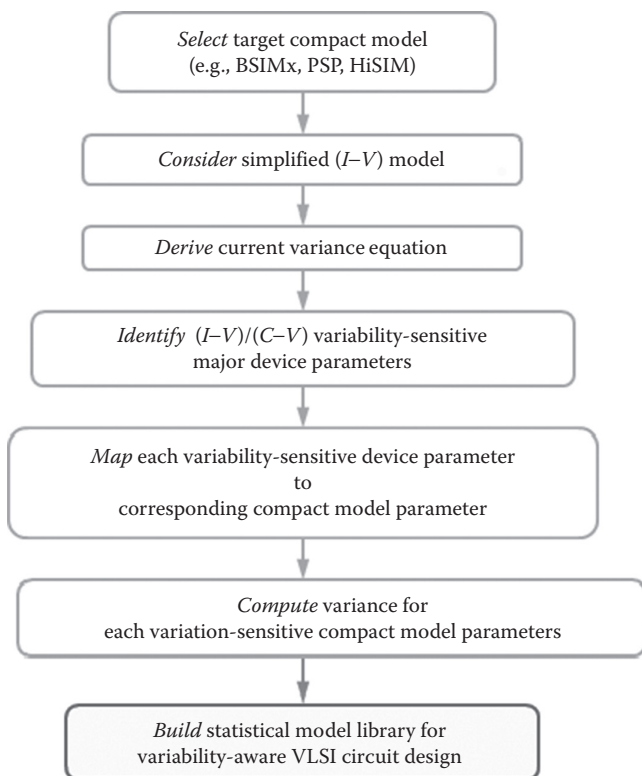 Select target compact model
(e.g., BSIMx, PSP, HiSIM)
Consider simplified (I–V) model
Derive current variance equation
Identify (I–V)/(C–V) variability-sensitive
major device parameters
Map each variability-sensitive device parameter
to
corresponding compact model parameter
Compute variance for
each variation-sensitive compact model parameters
Build statistical model library for
variability-aware VLSI circuit design